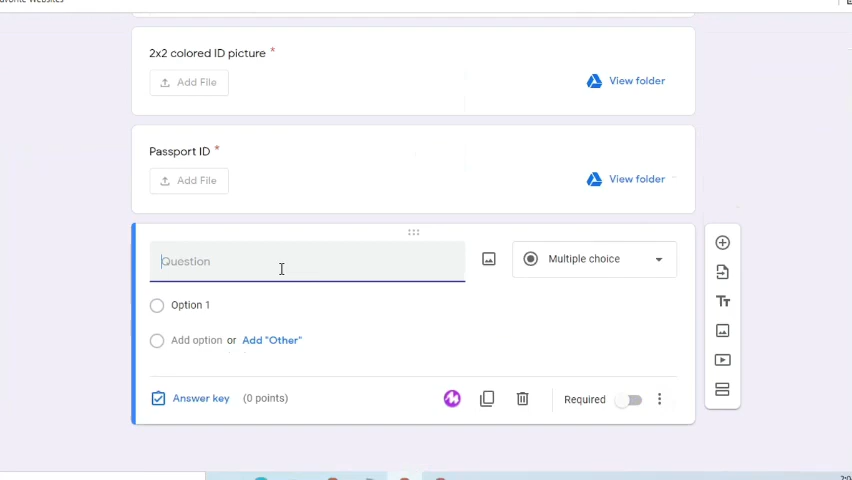 2x2 colored ID picture *
Add File
View folder
Passport ID *
Add File
View folder
Question
Multiple choice
Option 1
Add option or Add "Other"
Answer key (0 points)
Required